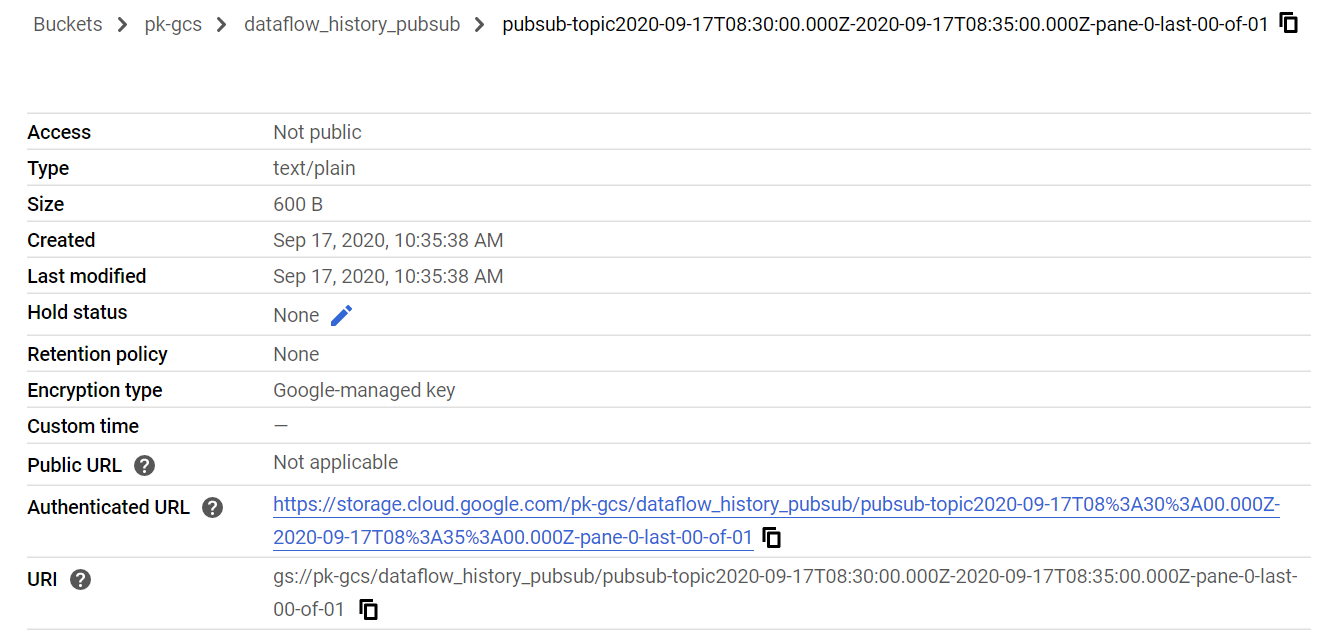 Buckets > pk-gcs > dataflow_history_pubsub > pubsub-topic2020-09-17T08:30:00.000Z-2020-09-17T08:35:00.000Z-pane-0-last-00-of-01
Access Not public
Type text/plain
Size 600 B
Created Sep 17, 2020, 10:35:38 AM
Last modified Sep 17, 2020, 10:35:38 AM
Hold status None
Retention policy None
Encryption type Google-managed key
Custom time —
Public URL ? Not applicable
Authenticated URL ? https://storage.cloud.google.com/pk-gcs/dataflow_history_pubsub/pubsub-topic2020-09-17T08%3A30%3A00.000Z-
2020-09-17T08%3A35%3A00.000Z-pane-0-last-00-of-01
URI ? gs://pk-gcs/dataflow_history_pubsub/pubsub-topic2020-09-17T08:30:00.000Z-2020-09-17T08:35:00.000Z-pane-0-last-
00-of-01